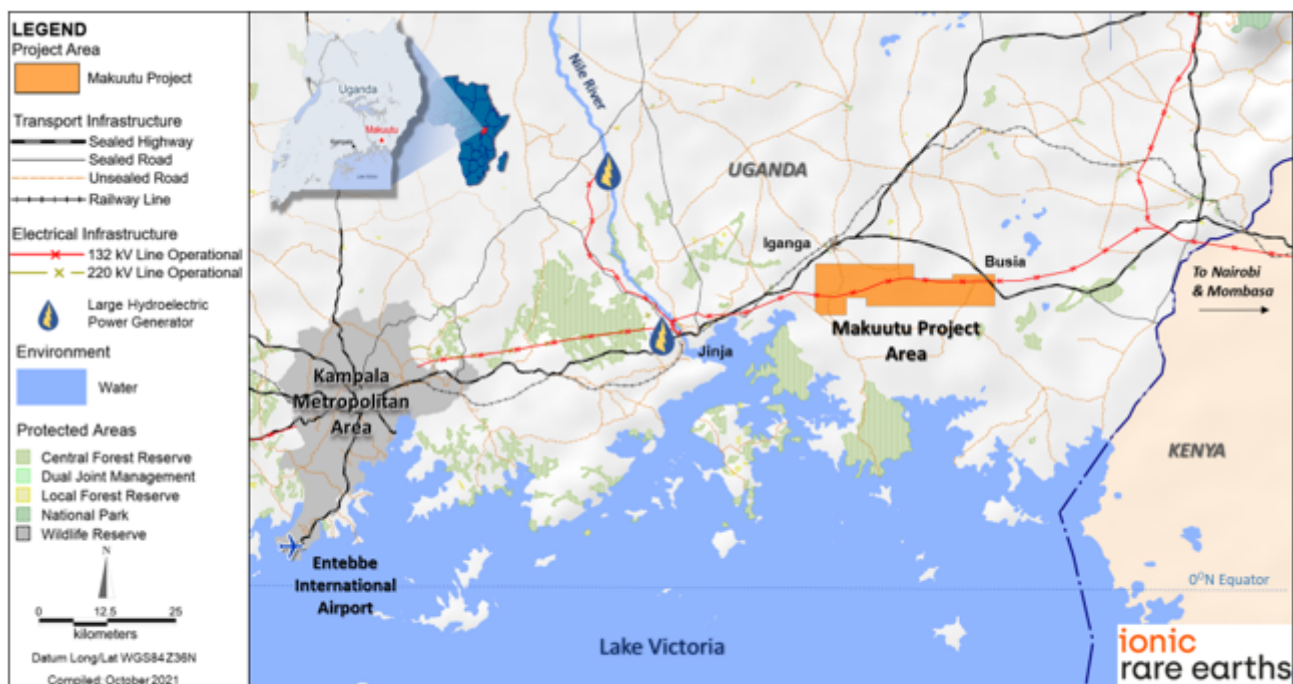 LEGEND
Project Area
Makuutu Project
Transport Infrastructure
Sealed Highway
Sealed Road
Unsealed Road
Railway Line
Electrical Infrastructure
132 kV Line Operational
220 kV Line Operational
Large Hydroelectric
Power Generator
Environment
Water
Protected Areas
Central Forest Reserve
Dual Joint Management
Local Forest Reserve
National Park
Wildlife Reserve
N
0 12.5 25
kilometers
Datum Long/Lat WGS84 Z36N
Compiled: October 2021
Uganda
Makuutu
Kampala
Nile River
UGANDA
Iganga
Busia
To Nairobi
& Mombasa
Makuutu Project
Area
Jinja
Kampala
Metropolitan
Area
KENYA
Entebbe
International
Airport
0⁰N Equator
Lake Victoria
ionic
rare earths